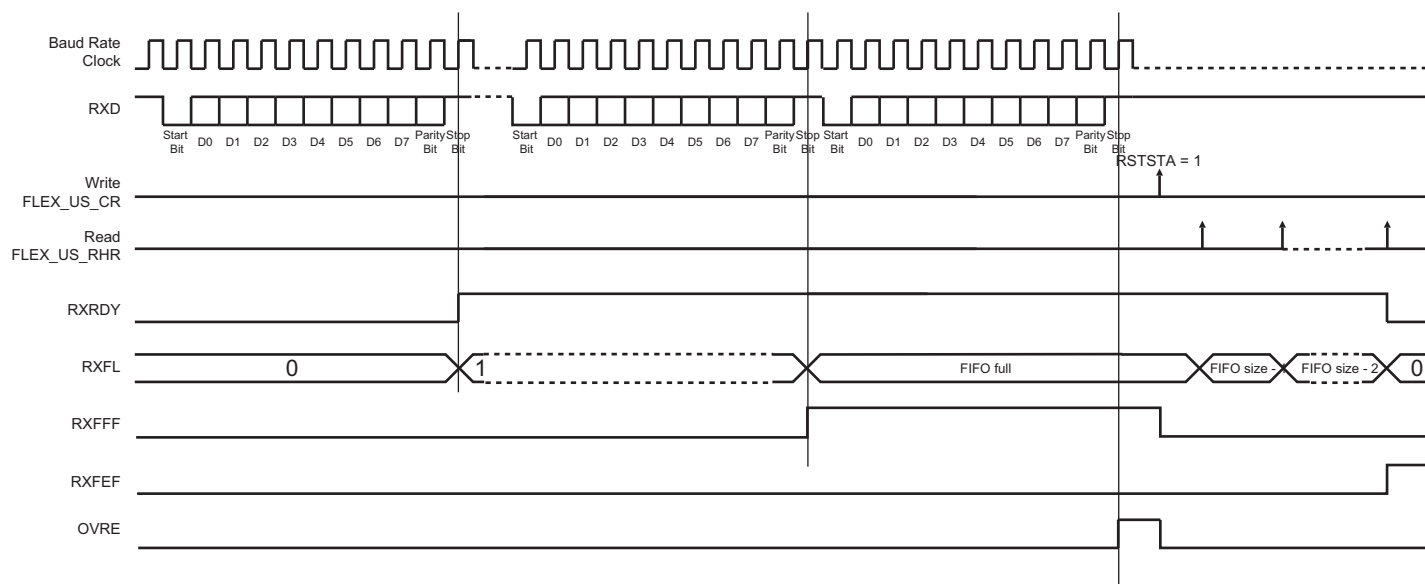 Baud Rate
Clock
RXD
Start
Bit
D0 D1 D2 D3 D4 D5 D6 D7
Parity
Bit
Stop
Bit
Start
Bit
D0 D1 D2 D3 D4 D5 D6 D7
Parity
Bit
Stop
Bit
Start
Bit
D0 D1 D2 D3 D4 D5 D6 D7
Parity
Bit
Stop
Bit
RSTSTA = 1
Write
FLEX_US_CR
Read
FLEX_US_RHR
RXRDY
RXFL
0
1
FIFO full
FIFO size -
FIFO size - 2
0
RXFFF
RXFEF
OVRE